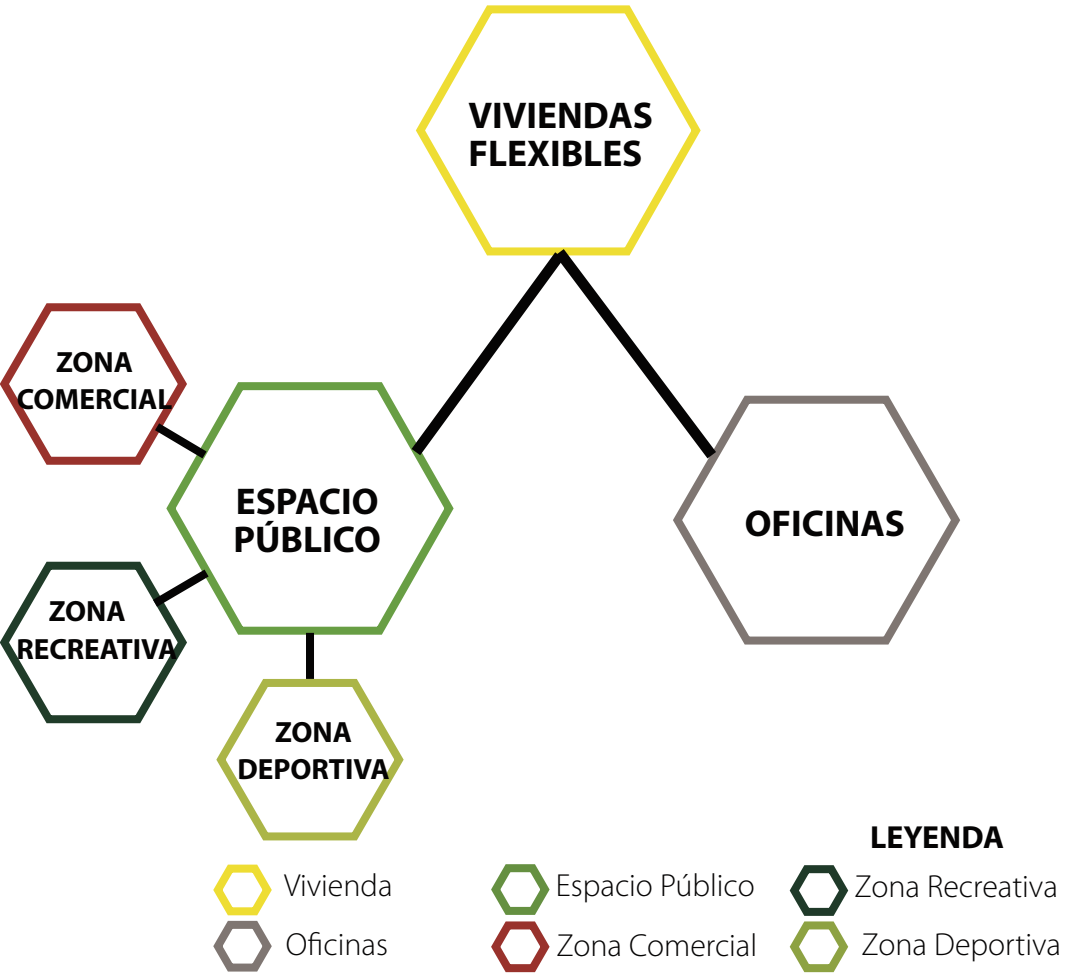 VIVIENDAS
FLEXIBLES
ZONA
COMERCIAL
ESPACIO
PÚBLICO
OFICINAS
ZONA
RECREATIVA
ZONA
DEPORTIVA
LEYENDA
Vivienda
Espacio Público
Zona Recreativa
Oficinas
Zona Comercial
Zona Deportiva